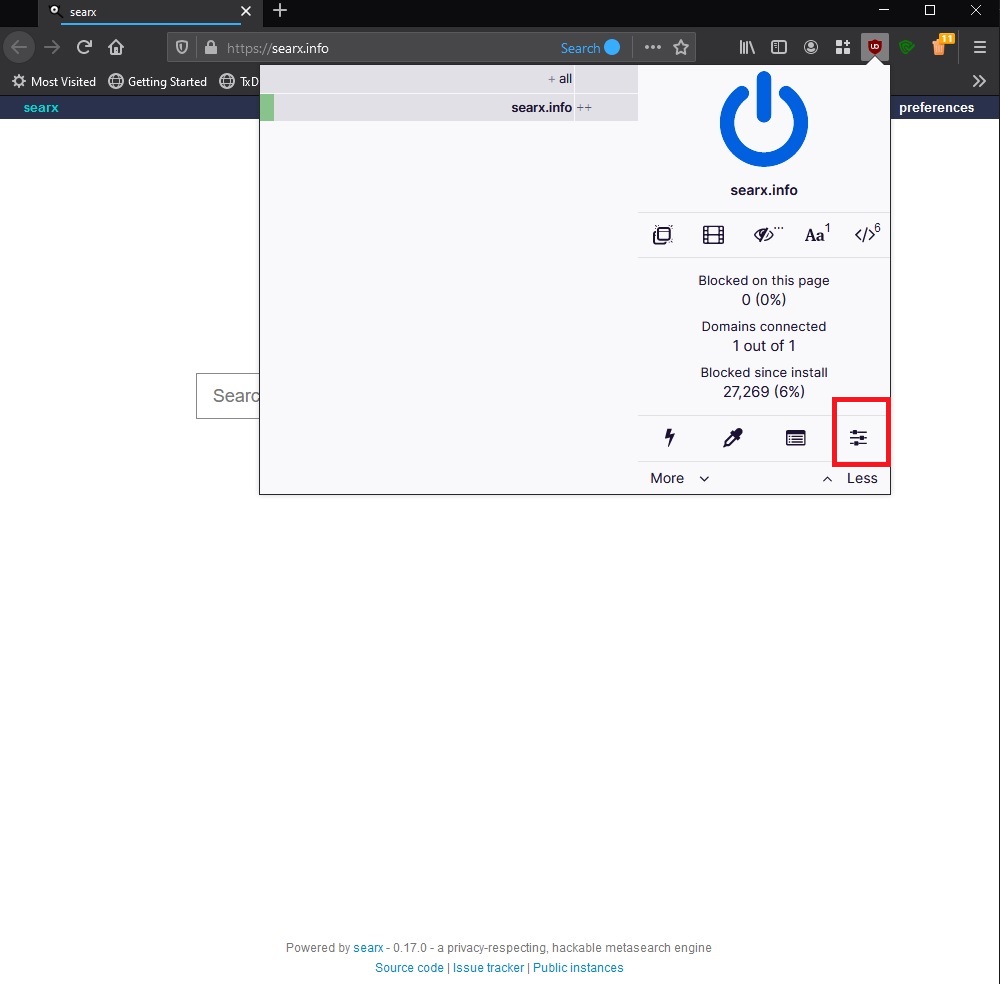 searx
https://searx.info
Search
11
Most Visited
Getting Started
TxD
searx
preferences
+ all
searx.info ++
searx.info
Aa 1
</> 6
Blocked on this page
0 (0%)
Domains connected
1 out of 1
Blocked since install
27,269 (6%)
More
Less
Searc
Powered by searx - 0.17.0 - a privacy-respecting, hackable metasearch engine
Source code | Issue tracker | Public instances